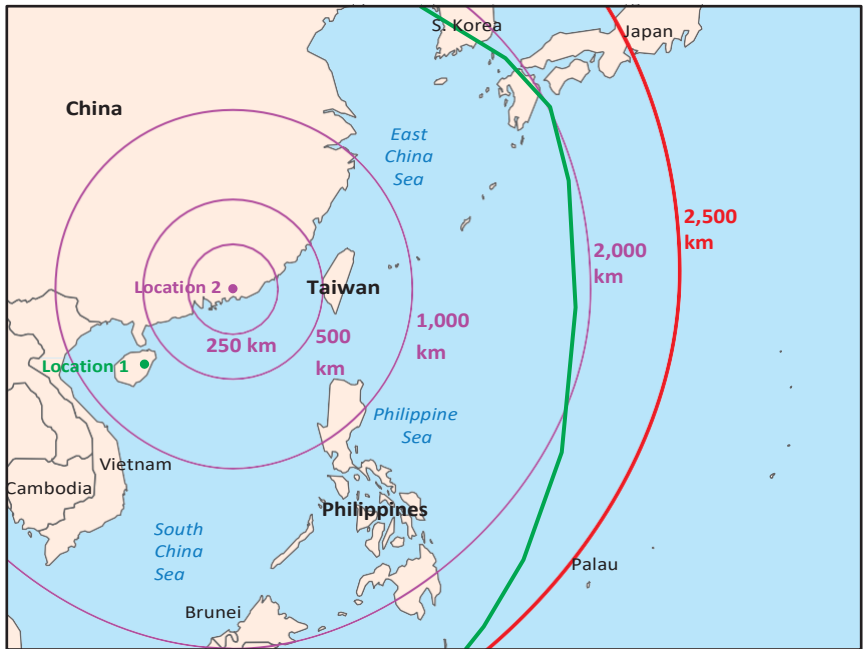 S. Korea
Japan
China
East
China
Sea
2,500
km
2,000
km
Location 2
Taiwan
1,000
km
250 km
500
km
Location 1
Philippine
Sea
Vietnam
Cambodia
Philippines
South
China
Sea
Palau
Brunei